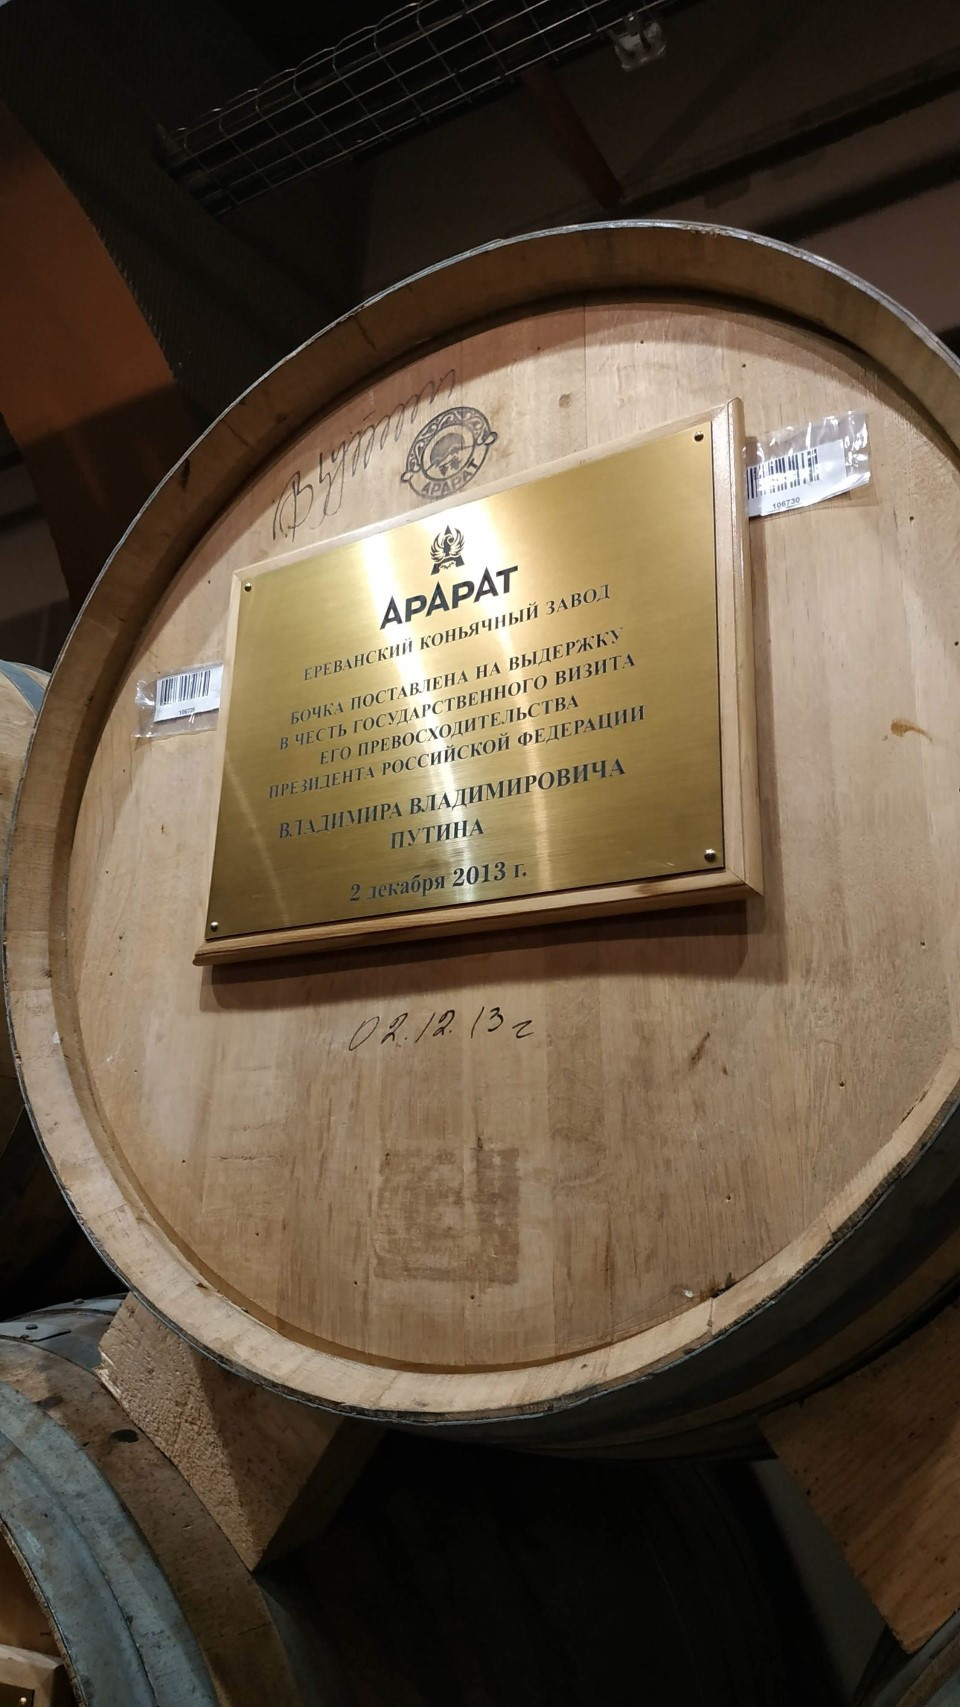 АРАРАТ
106730
АРАРАТ
ЕРЕВАНСКИЙ КОНЬЯЧНЫЙ ЗАВОД
БОЧКА ПОСТАВЛЕНА НА ВЫДЕРЖКУ
В ЧЕСТЬ ГОСУДАРСТВЕННОГО ВИЗИТА
ЕГО ПРЕВОСХОДИТЕЛЬСТВА
ПРЕЗИДЕНТА РОССИЙСКОЙ ФЕДЕРАЦИИ
ВЛАДИМИРА ВЛАДИМИРОВИЧА
ПУТИНА
2 декабря 2013 г.
02.12.13г